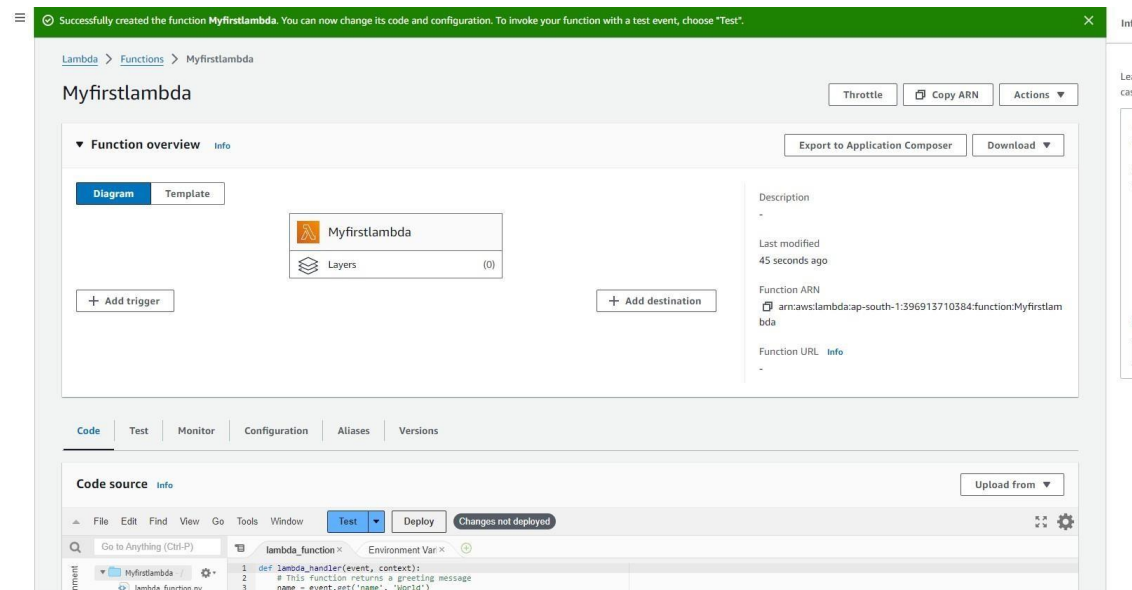 Successfully created the function Myfirstlambda. You can now change its code and configuration. To invoke your function with a test event, choose "Test".
Lambda > Functions > Myfirstlambda
Myfirstlambda
Throttle Copy ARN Actions
Function overview Info
Export to Application Composer Download
Diagram Template
Myfirstlambda
Layers (0)
+ Add trigger
+ Add destination
Description
-
Last modified
45 seconds ago
Function ARN
arn:aws:lambda:ap-south-1:396913710384:function:Myfirstlam
bda
Function URL Info
-
Code Test Monitor Configuration Aliases Versions
Code source Info
Upload from
File Edit Find View Go Tools Window Test Deploy Changes not deployed
Go to Anything (Ctrl-P)
lambda_function × Environment Var ×
Myfirstlambda - /
lambda_function.py
1 def lambda_handler(event, context):
2 # This function returns a greeting message
3 name = event.get('name', 'World')